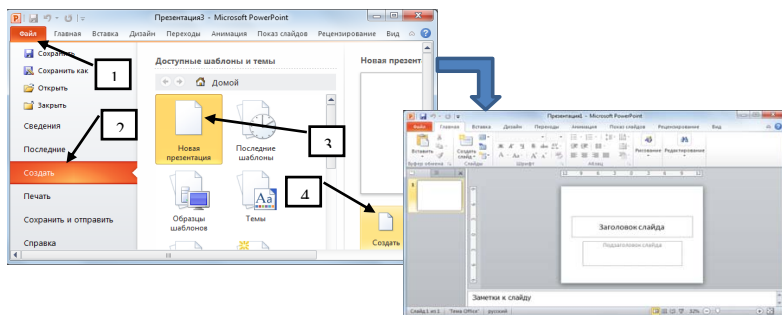 Презентация3 - Microsoft PowerPoint
Файл Главная Вставка Дизайн Переходы Анимация Показ слайдов Рецензирование Вид
Сохранить
Сохранить как
Открыть
Закрыть
Сведения
Последние
Создать
Печать
Сохранить и отправить
Справка
Доступные шаблоны и темы
Домой
Новая
презентация
Последние
шаблоны
Образцы
шаблонов
Темы
Новая презент
Создать
1
2
3
4
Презентация4 - Microsoft PowerPoint
Файл Главная Вставка Дизайн Переходы Анимация Показ слайдов Рецензирование Вид
Вставить
Создать
слайд
Рисование Редактирование
Буфер обмена Слайды Шрифт Абзац
Заголовок слайда
Подзаголовок слайда
Заметки к слайду
Слайд 1 из 1 "Тема Office" русский 32%